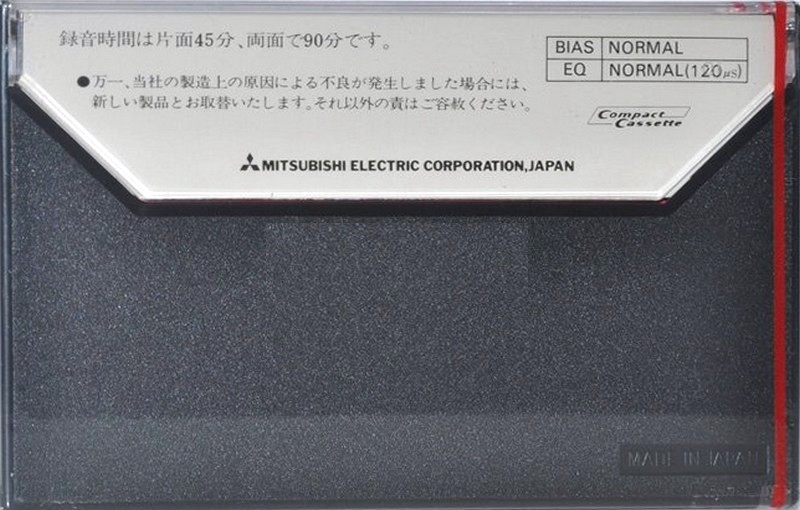 録音時間は片面45分、両面で90分です。
BIAS NORMAL
EQ NORMAL(120μS)
●万一、当社の製造上の原因による不良が発生しました場合には、
新しい製品とお取替いたします。それ以外の責はご容赦ください。
Compact
Cassette
MITSUBISHI ELECTRIC CORPORATION,JAPAN
MADE IN JAPAN